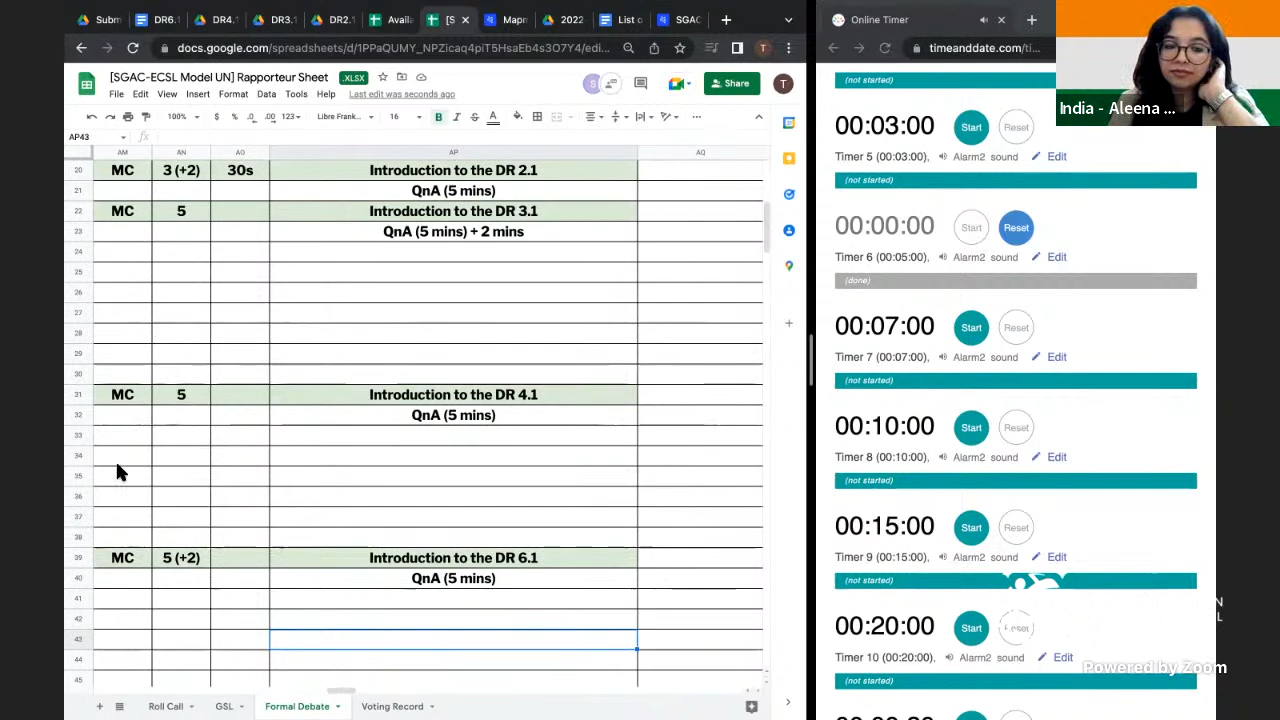 Subm
DR6.1
DR4.1
DR3.1
DR2.1
Availa
[S
Mapn
2022
List o
SGAC
docs.google.com/spreadsheets/d/1PPaQUMY_NPZicaqRpiT5HsaEb4s3O7Y4/edi...
T
[SGAC-ECSL Model UN] Rapporteur Sheet
.XLSX
S
Share
T
File Edit View Insert Format Data Tools Help Last edit was seconds ago
100% $ % .0 .00 123 Libre Frank... 16 B I S A
AP43 fx
AM AN AO AP AQ
20 MC 3 (+2) 30s Introduction to the DR 2.1
21 QnA (5 mins)
22 MC 5 Introduction to the DR 3.1
23 QnA (5 mins) + 2 mins
24
25
26
27
28
29
30
31 MC 5 Introduction to the DR 4.1
32 QnA (5 mins)
33
34
35
36
37
38
39 MC 5 (+2) Introduction to the DR 6.1
40 QnA (5 mins)
41
42
43
44
45
Roll Call GSL Formal Debate Voting Record
Online Timer
timeanddate.com/ti...
(not started)
00:03:00 Start Reset
Timer 5 (00:03:00), Alarm2 sound Edit
(not started)
00:00:00 Start Reset
Timer 6 (00:05:00), Alarm2 sound Edit
(done)
00:07:00 Start Reset
Timer 7 (00:07:00), Alarm2 sound Edit
(not started)
00:10:00 Start Reset
Timer 8 (00:10:00), Alarm2 sound Edit
(not started)
00:15:00 Start Reset
Timer 9 (00:15:00), Alarm2 sound Edit
(not started)
00:20:00 Start Reset
Timer 10 (00:20:00), Alarm2 sound Edit
(not started)
India - Aleena ...
N
L
Powered by Zoom